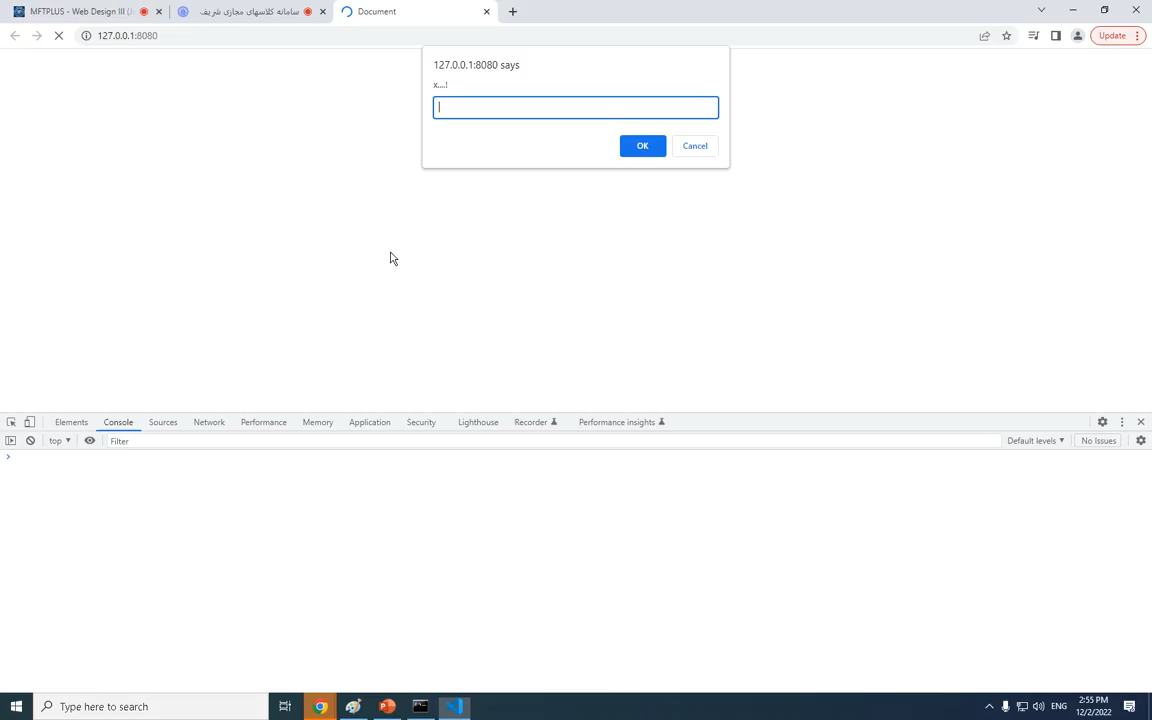 MFTPLUS - Web Design III (Ja
سامانه کلاسهای مجازی شریف
Document
127.0.0.1:8080
Update
127.0.0.1:8080 says
x....!
OK
Cancel
Elements Console Sources Network Performance Memory Application Security Lighthouse Recorder Performance insights
top Filter Default levels No Issues
Type here to search
ENG
2:55 PM
12/2/2022